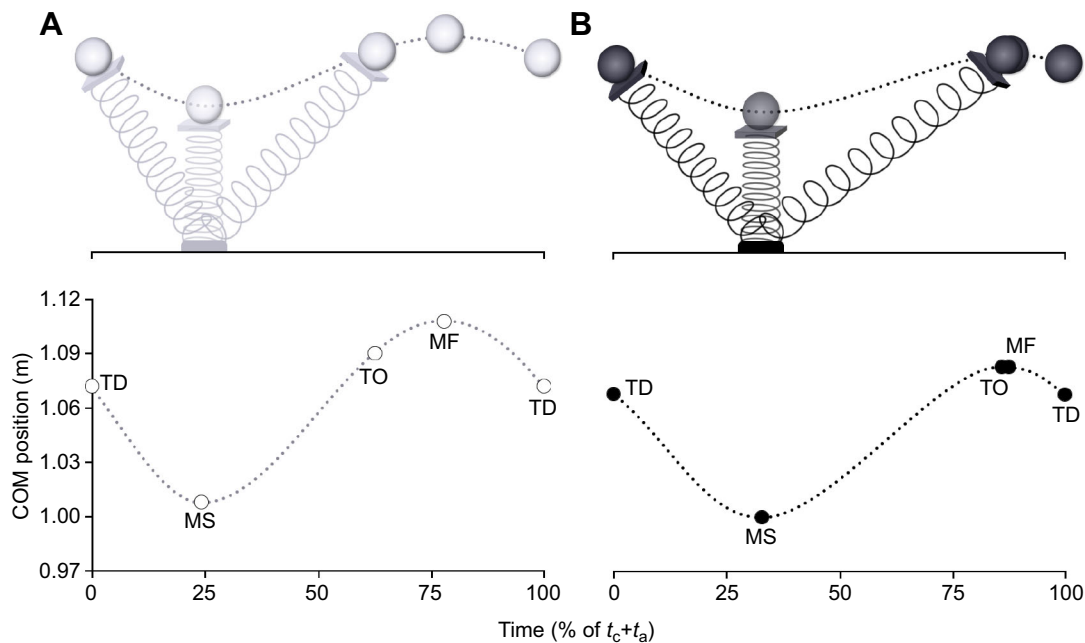 A
B
1.12
1.09
1.06
1.03
1.00
0.97
COM position (m)
TD
MS
TO
MF
TD
TD
MS
TO
MF
TD
0 25 50 75 100
0 25 50 75 100
Time (% of tc+ta)